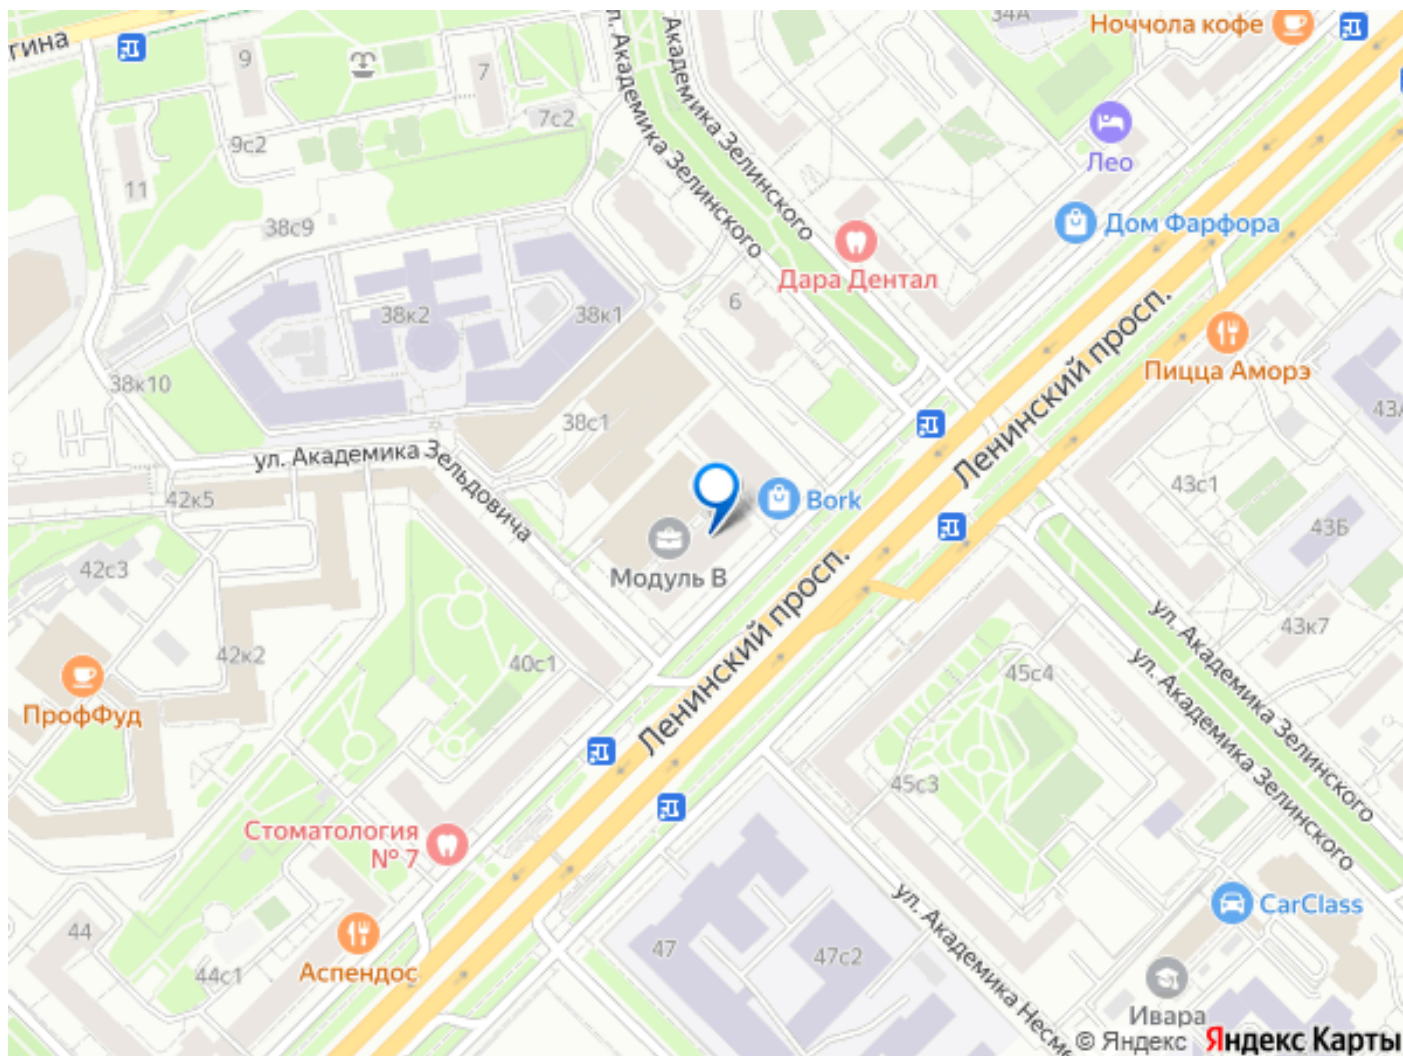 гина
34А
Ноччола кофе
9
7
7с2
9с2
11
ул. Академика Зелинского
Академика Зелинского
Лео
38с9
Дом Фарфора
Дара Дентал
38к2
38к1
6
Ленинский просп.
Пицца Аморэ
38к10
38с1
43А
ул. Академика Зельдовича
42к5
Bork
43с1
43Б
42с3
Модуль В
Ленинский просп.
43к7
42к2
40с1
45с4
ул. Академика Зелинского
ул. Академика Зелинского
ПрофФуд
45с3
Стоматология
№ 7
44
47
47с2
ул. Академика Несме
CarClass
Аспендос
44с1
Ивара
© Яндекс Яндекс Карты